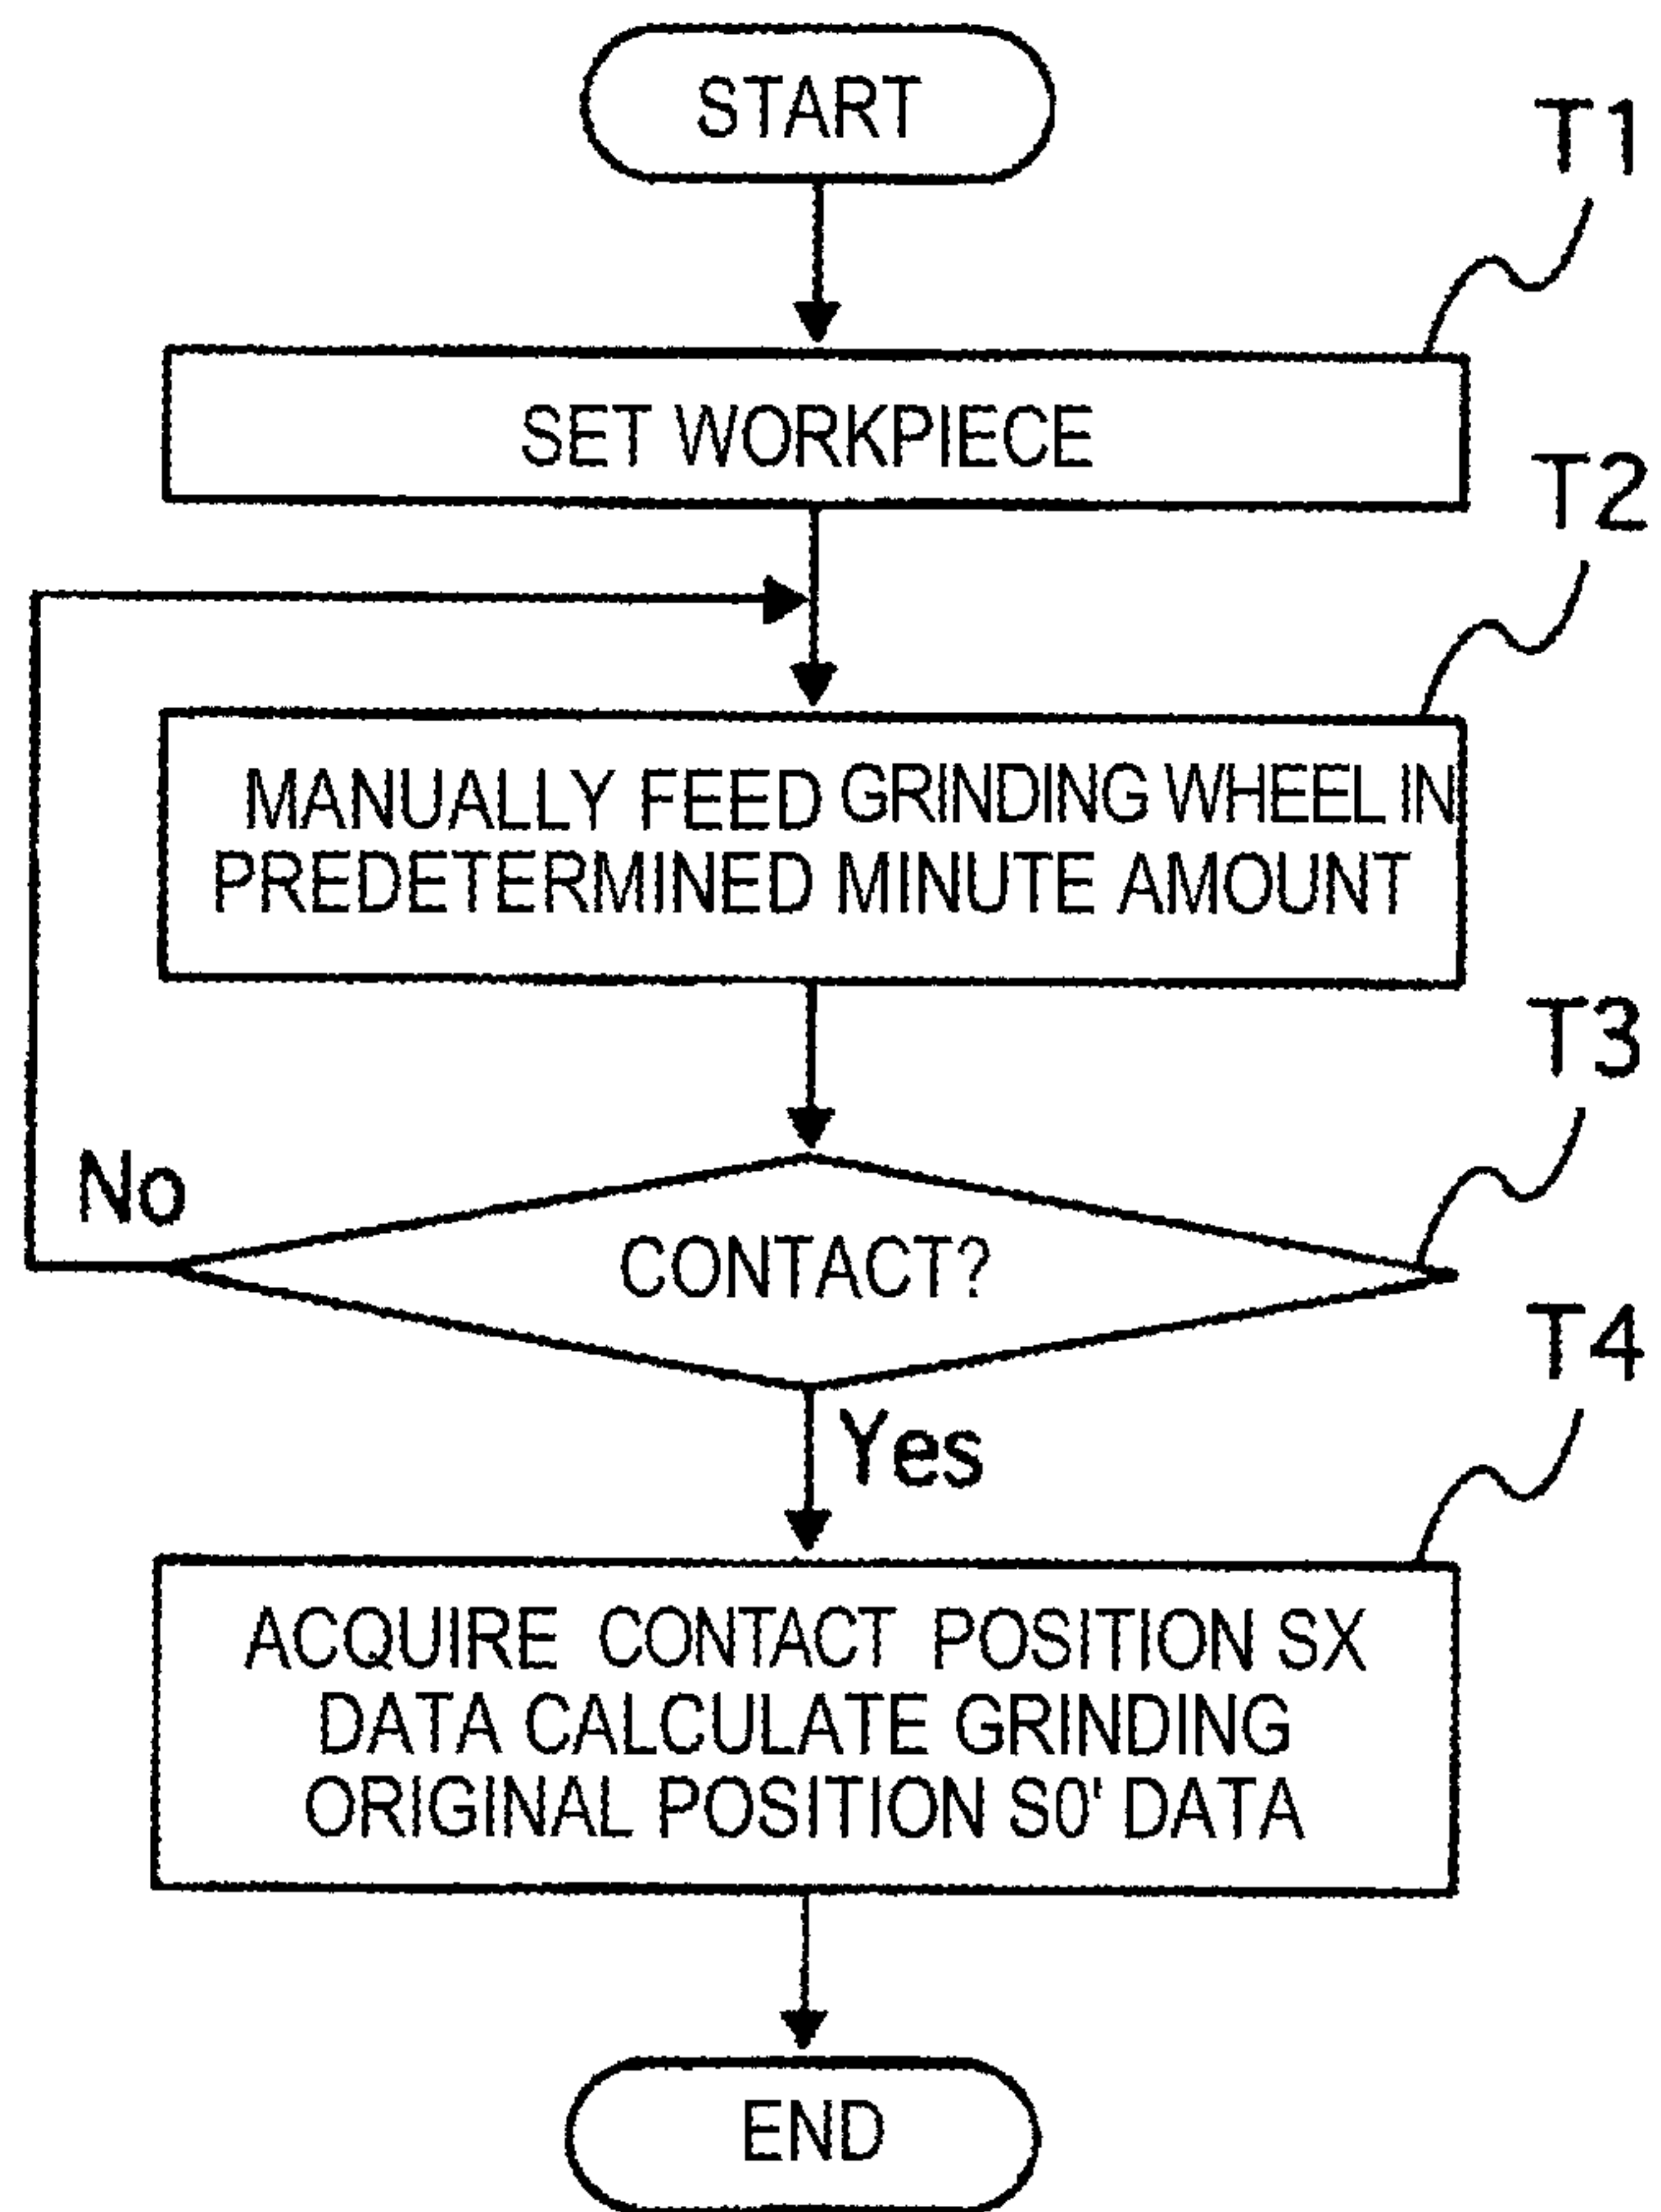 START
T1
SET WORKPIECE
T2
MANUALLY FEED GRINDING WHEEL IN
PREDETERMINED MINUTE AMOUNT
T3
No
CONTACT?
T4
Yes
ACQUIRE CONTACT POSITION SX
DATA CALCULATE GRINDING
ORIGINAL POSITION S0' DATA
END